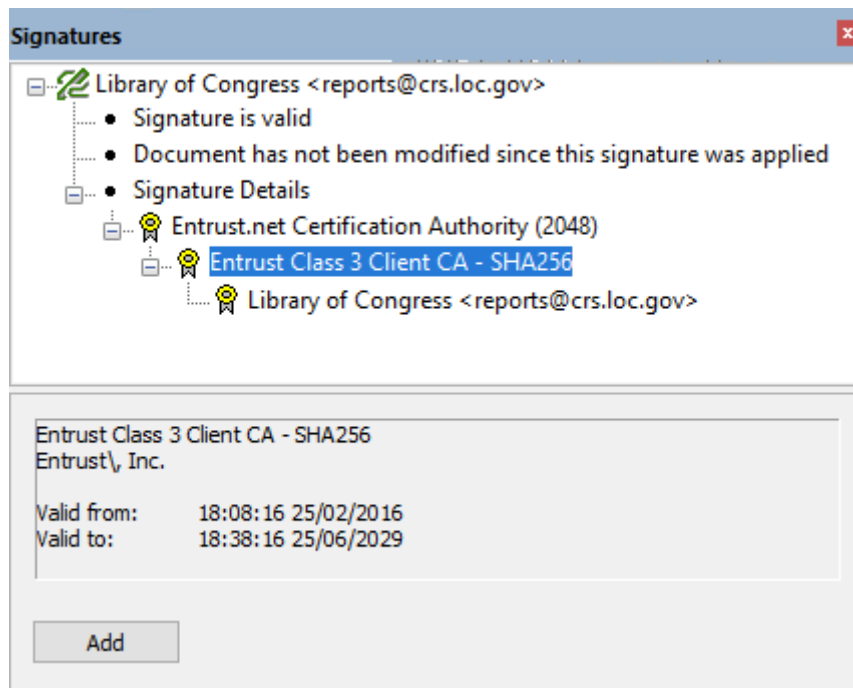 Signatures
Library of Congress <reports@crs.loc.gov>
Signature is valid
Document has not been modified since this signature was applied
Signature Details
Entrust.net Certification Authority (2048)
Entrust Class 3 Client CA - SHA256
Library of Congress <reports@crs.loc.gov>
Entrust Class 3 Client CA - SHA256
Entrust\, Inc.
Valid from: 18:08:16 25/02/2016
Valid to: 18:38:16 25/06/2029
Add